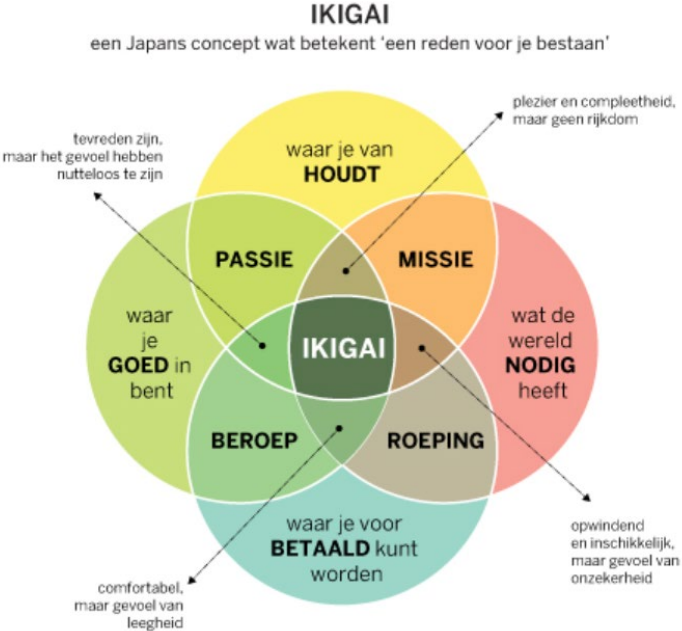 IKIGAI
een Japans concept wat betekent ‘een reden voor je bestaan’
plezier en compleetheid,
maar geen rijkdom
tevreden zijn,
maar het gevoel hebben
nutteloos te zijn
waar je van
HOUDT
PASSIE
MISSIE
waar
je
GOED in
bent
IKIGAI
wat de
wereld
NODIG
heeft
BEROEP
ROEPING
waar je voor
BETAALD kunt
worden
opwindend
en inschikkelijk,
maar gevoel van
onzekerheid
comfortabel,
maar gevoel van
leegheid